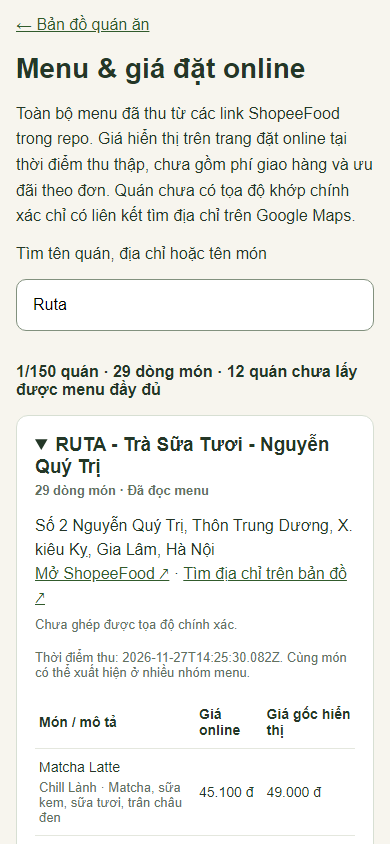 ← Bản đồ quán ăn
Menu & giá đặt online
Toàn bộ menu đã thu từ các link ShopeeFood
trong repo. Giá hiển thị trên trang đặt online tại
thời điểm thu thập, chưa gồm phí giao hàng và ưu
đãi theo đơn. Quán chưa có tọa độ khớp chính
xác chỉ có liên kết tìm địa chỉ trên Google Maps.
Tìm tên quán, địa chỉ hoặc tên món
Ruta
1/150 quán · 29 dòng món · 12 quán chưa lấy
được menu đầy đủ
▼ RUTA - Trà Sữa Tươi - Nguyễn
Quý Trị
29 dòng món · Đã đọc menu
Số 2 Nguyễn Quý Trị, Thôn Trung Dương, X.
kiêu Kỵ, Gia Lâm, Hà Nội
Mở ShopeeFood ↗ · Tìm địa chỉ trên bản đồ
↗
Chưa ghép được tọa độ chính xác.
Thời điểm thu: 2026-11-27T14:25:30.082Z. Cùng món
có thể xuất hiện ở nhiều nhóm menu.
Món / mô tả
Giá
online
Giá gốc hiển
thị
Matcha Latte
Chill Lành · Matcha, sữa
kem, sữa tươi, trân châu
đen
45.100 đ
49.000 đ